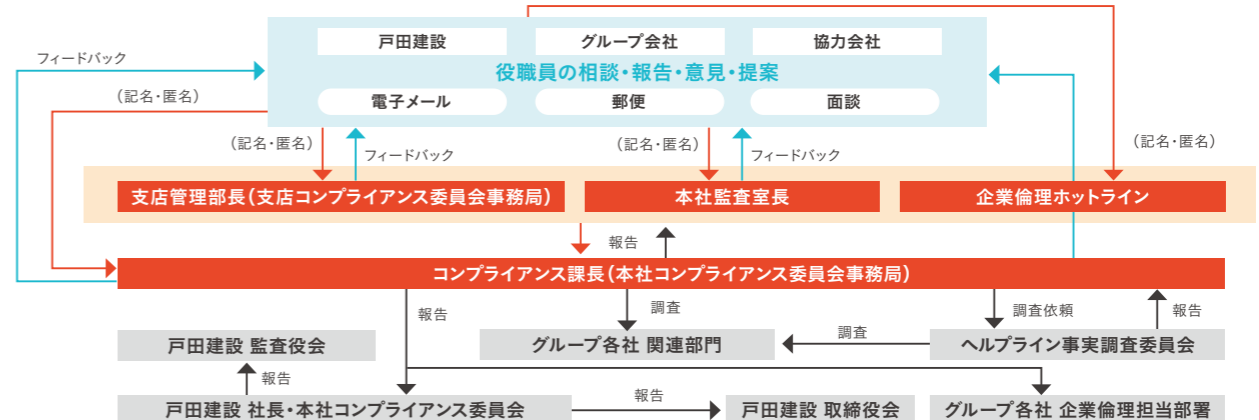 戸田建設
グループ会社
協力会社
フィードバック
役職員の相談・報告・意見・提案
(記名・匿名)
電子メール
郵便
面談
(記名・匿名)
フィードバック
(記名・匿名)
フィードバック
(記名・匿名)
支店管理部長(支店コンプライアンス委員会事務局)
本社監査室長
企業倫理ホットライン
報告
コンプライアンス課長(本社コンプライアンス委員会事務局)
報告
調査
調査依頼
報告
戸田建設 監査役会
グループ各社 関連部門
調査
ヘルプライン事実調査委員会
報告
報告
戸田建設 社長・本社コンプライアンス委員会
戸田建設 取締役会
グループ各社 企業倫理担当部署